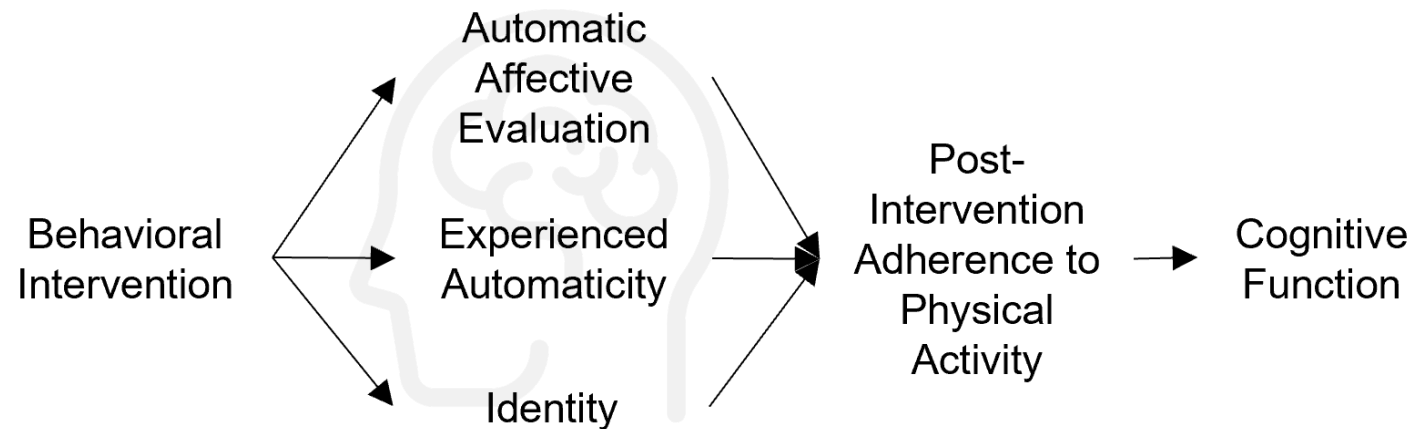 Behavioral
Intervention
Automatic
Affective
Evaluation
Experienced
Automaticity
Identity
Post-
Intervention
Adherence to
Physical
Activity
Cognitive
Function